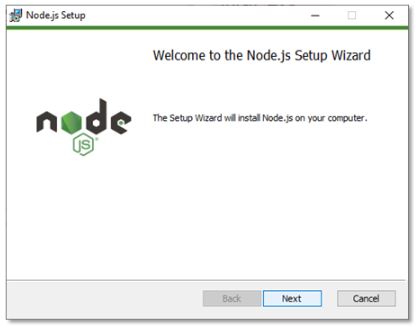 Node.js Setup
Welcome to the Node.js Setup Wizard
node
JS
The Setup Wizard will install Node.js on your computer.
Back Next Cancel